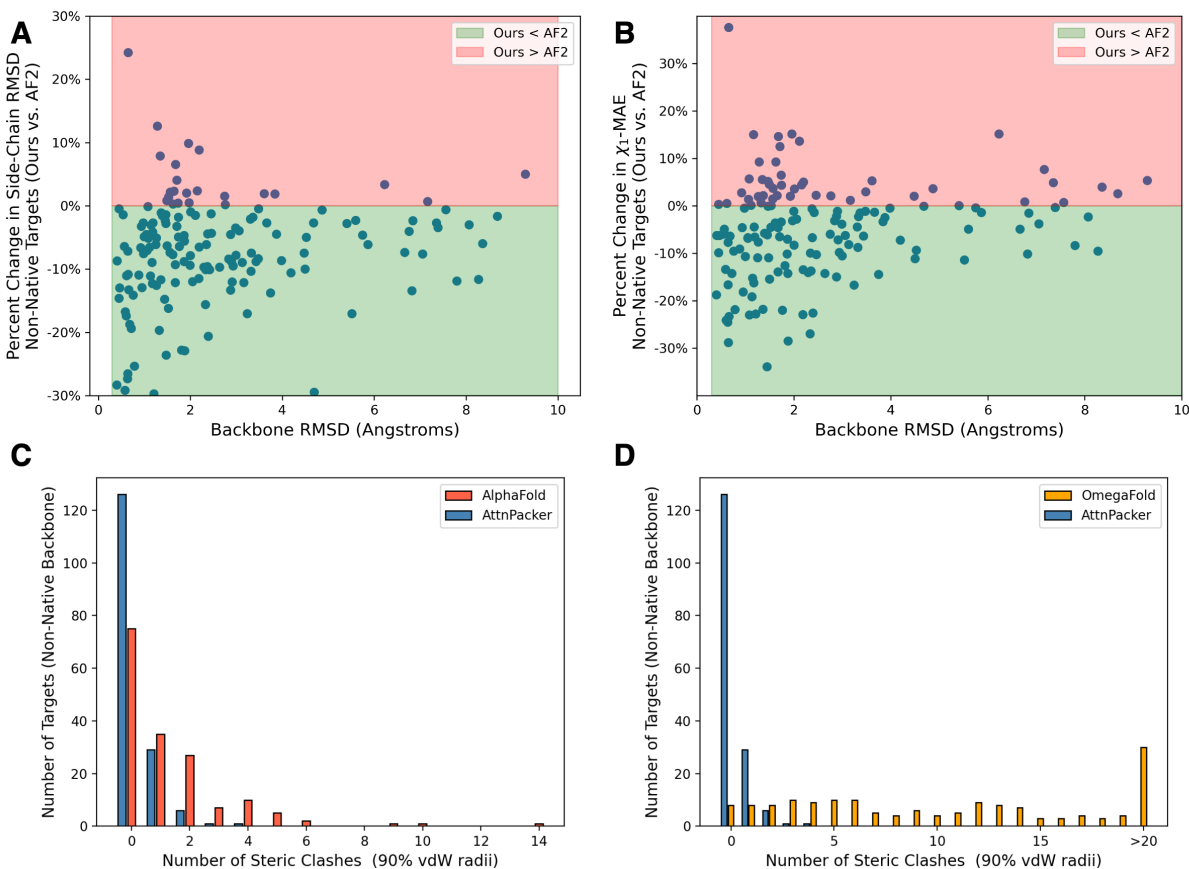 A
Percent Change in Side-Chain RMSD
Non-Native Targets (Ours vs. AF2)
30%
20%
10%
0%
-10%
-20%
-30%
Ours < AF2
Ours > AF2
0 2 4 6 8 10
Backbone RMSD (Angstroms)
B
Percent Change in χ₁-MAE
Non-Native Targets (Ours vs. AF2)
30%
20%
10%
0%
-10%
-20%
-30%
Ours < AF2
Ours > AF2
0 2 4 6 8 10
Backbone RMSD (Angstroms)
C
Number of Targets (Non-Native Backbone)
120
100
80
60
40
20
0
AlphaFold
AttnPacker
0 2 4 6 8 10 12 14
Number of Steric Clashes (90% vdW radii)
D
Number of Targets (Non-Native Backbone)
120
100
80
60
40
20
0
OmegaFold
AttnPacker
0 5 10 15 >20
Number of Steric Clashes (90% vdW radii)